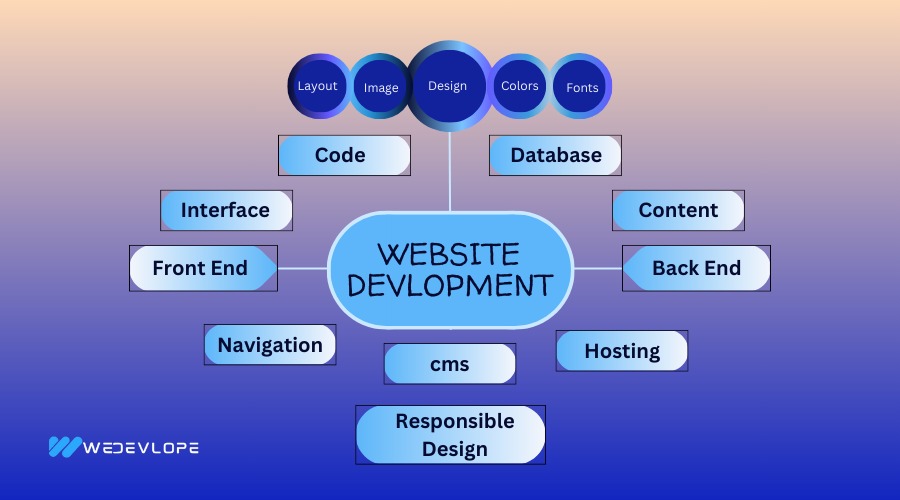 Layout
Image
Design
Colors
Fonts
Code
Database
Interface
Content
WEBSITE
DEVLOPMENT
Front End
Back End
Navigation
cms
Hosting
Responsible
Design
WEDEVLOPE